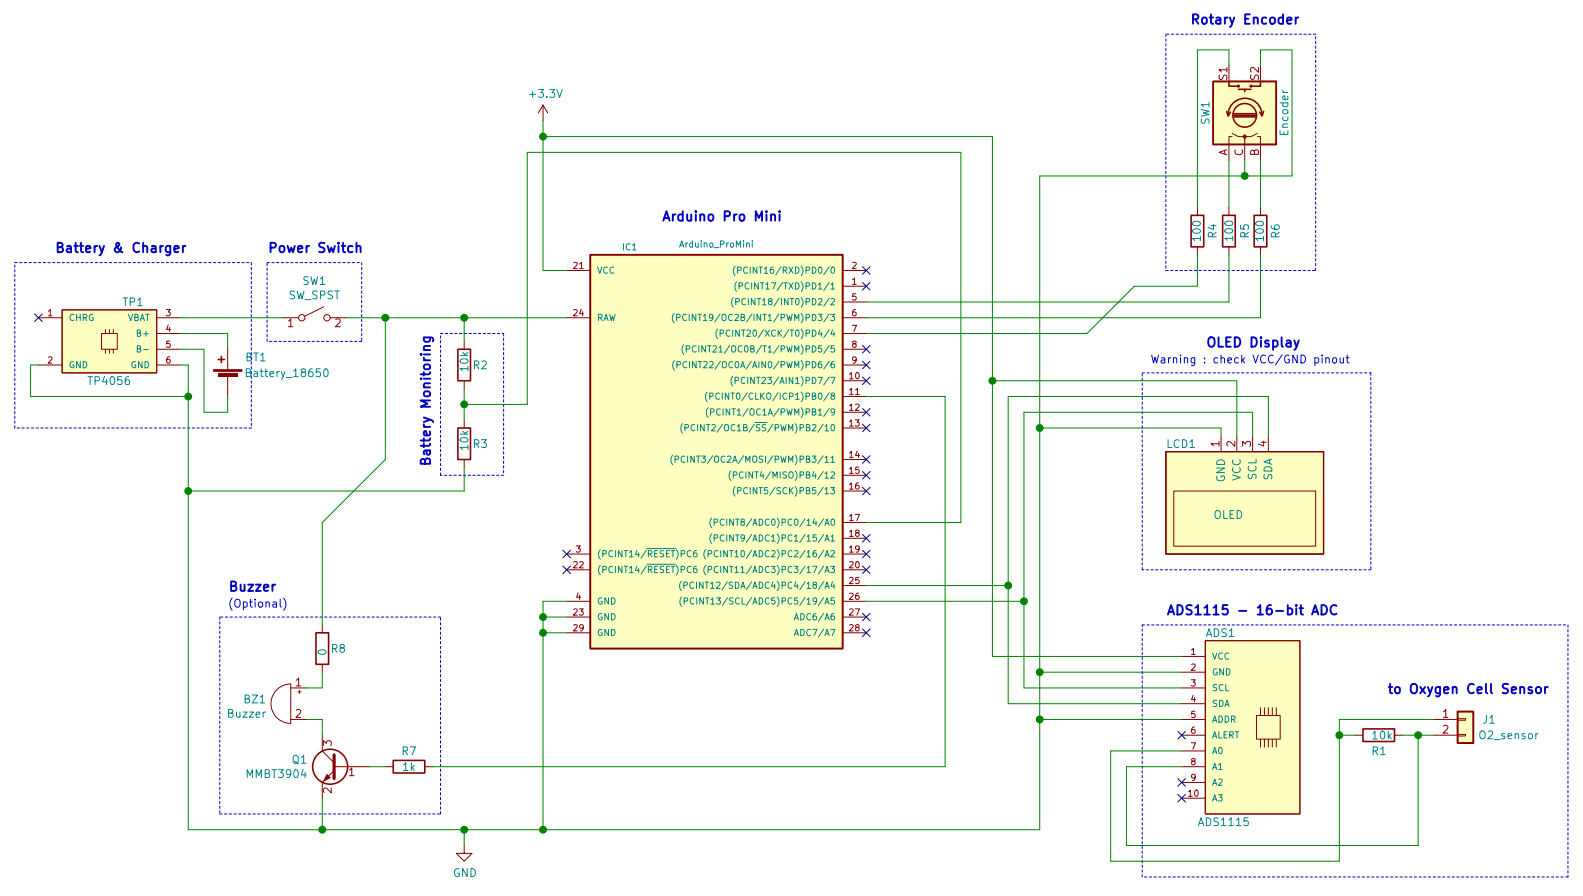 Rotary Encoder
S1
S2
SW1
Encoder
A
C
B
100
R4
100
R5
100
R6
+3.3V
Arduino Pro Mini
IC1
Arduino_ProMini
21
VCC
24
RAW
3
(PCINT14/RESET)PC6
22
(PCINT14/RESET)PC6
4
GND
23
GND
29
GND
(PCINT16/RXD)PD0/0
2
(PCINT17/TXD)PD1/1
1
(PCINT18/INT0)PD2/2
5
(PCINT19/OC2B/INT1/PWM)PD3/3
6
(PCINT20/XCK/T0)PD4/4
7
(PCINT21/OC0B/T1/PWM)PD5/5
8
(PCINT22/OC0A/AIN0/PWM)PD6/6
9
(PCINT23/AIN1)PD7/7
10
(PCINT0/CLKO/ICP1)PB0/8
11
(PCINT1/OC1A/PWM)PB1/9
12
(PCINT2/OC1B/SS/PWM)PB2/10
13
(PCINT3/OC2A/MOSI/PWM)PB3/11
14
(PCINT4/MISO)PB4/12
15
(PCINT5/SCK)PB5/13
16
(PCINT8/ADC0)PC0/14/A0
17
(PCINT9/ADC1)PC1/15/A1
18
(PCINT10/ADC2)PC2/16/A2
19
(PCINT11/ADC3)PC3/17/A3
20
(PCINT12/SDA/ADC4)PC4/18/A4
25
(PCINT13/SCL/ADC5)PC5/19/A5
26
ADC6/A6
27
ADC7/A7
28
Battery & Charger
TP1
1
CHRG
2
GND
VBAT
3
B+
4
B-
5
GND
6
TP4056
+
BT1
Battery_18650
Power Switch
SW1
SW_SPST
1
2
Battery Monitoring
10k
R2
10k
R3
OLED Display
Warning : check VCC/GND pinout
LCD1
1
2
3
4
GND
VCC
SCL
SDA
OLED
Buzzer
(Optional)
0
R8
BZ1
Buzzer
1
+
2
Q1
MMBT3904
3
1
2
R7
1k
GND
ADS1115 - 16-bit ADC
ADS1
1
VCC
2
GND
3
SCL
4
SDA
5
ADDR
6
ALERT
7
A0
8
A1
9
A2
10
A3
ADS1115
to Oxygen Cell Sensor
1
2
J1
O2_sensor
10k
R1